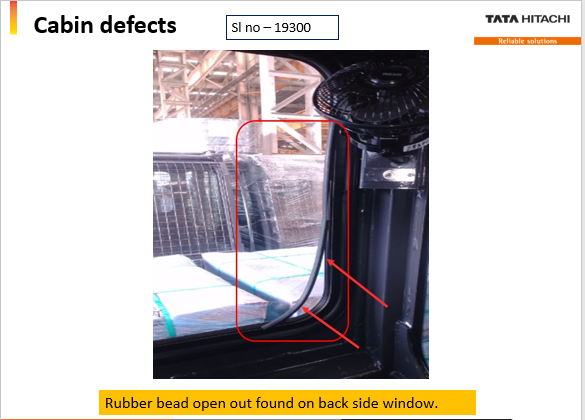 Cabin defects
Sl no – 19300
TATA HITACHI
Reliable solutions
Rubber bead open out found on back side window.